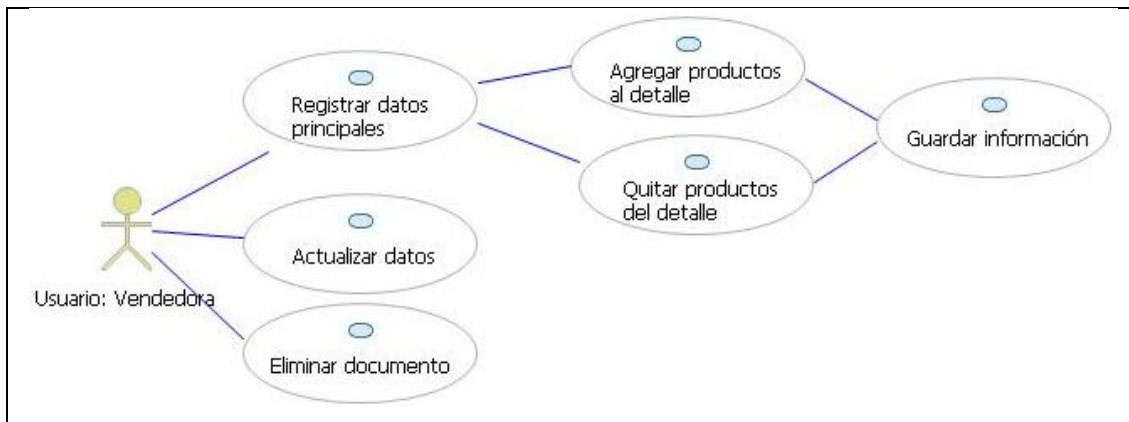 Registrar datos
principales
Agregar productos
al detalle
Guardar información
Quitar productos
del detalle
Actualizar datos
Usuario: Vendedora
Eliminar documento